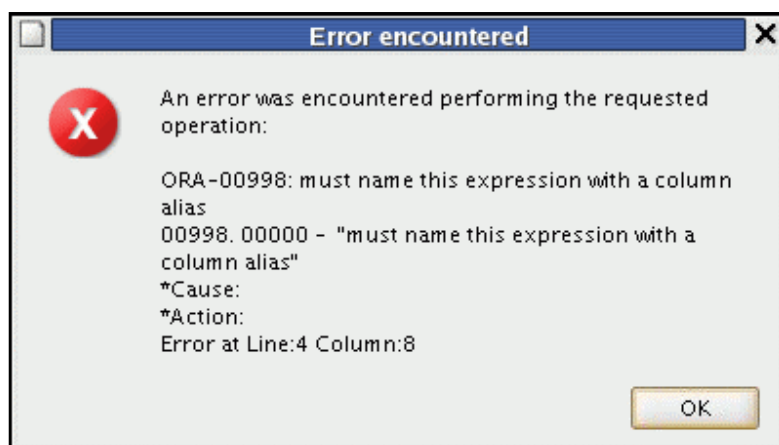 Error encountered
An error was encountered performing the requested
operation:
ORA-00998: must name this expression with a column
alias
00998. 00000 - "must name this expression with a
column alias"
*Cause:
*Action:
Error at Line:4 Column:8
OK